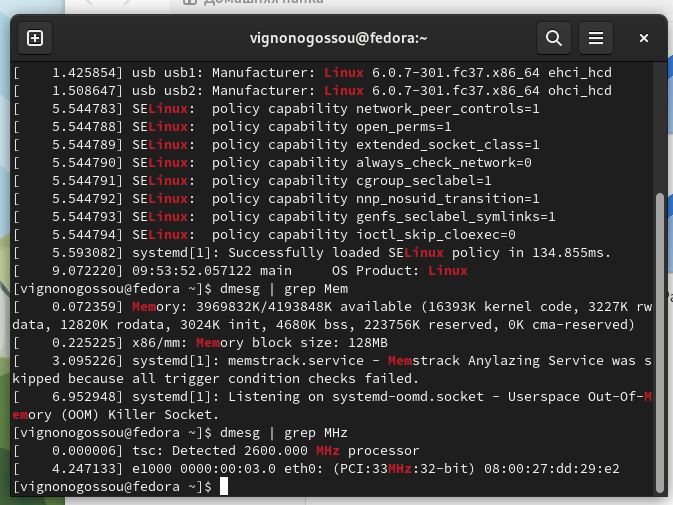 Домашняя папка
vignonogossou@fedora:~
[    1.425854] usb usb1: Manufacturer: Linux 6.0.7-301.fc37.x86_64 ehci_hcd
[    1.508647] usb usb2: Manufacturer: Linux 6.0.7-301.fc37.x86_64 ohci_hcd
[    5.544783] SELinux:  policy capability network_peer_controls=1
[    5.544788] SELinux:  policy capability open_perms=1
[    5.544789] SELinux:  policy capability extended_socket_class=1
[    5.544790] SELinux:  policy capability always_check_network=0
[    5.544791] SELinux:  policy capability cgroup_seclabel=1
[    5.544792] SELinux:  policy capability nnp_nosuid_transition=1
[    5.544793] SELinux:  policy capability genfs_seclabel_symlinks=1
[    5.544794] SELinux:  policy capability ioctl_skip_cloexec=0
[    5.593082] systemd[1]: Successfully loaded SELinux policy in 134.855ms.
[    9.072220] 09:53:52.057122 main     OS Product: Linux
[vignonogossou@fedora ~]$ dmesg | grep Mem
[    0.072359] Memory: 3969832K/4193848K available (16393K kernel code, 3227K rw
data, 12820K rodata, 3024K init, 4680K bss, 223756K reserved, 0K cma-reserved)
[    0.225225] x86/mm: Memory block size: 128MB
[    3.095226] systemd[1]: memstrack.service - Memstrack Anylazing Service was s
kipped because all trigger condition checks failed.
[    6.952948] systemd[1]: Listening on systemd-oomd.socket - Userspace Out-Of-M
emory (OOM) Killer Socket.
[vignonogossou@fedora ~]$ dmesg | grep MHz
[    0.000006] tsc: Detected 2600.000 MHz processor
[    4.247133] e1000 0000:00:03.0 eth0: (PCI:33MHz:32-bit) 08:00:27:dd:29:e2
[vignonogossou@fedora ~]$